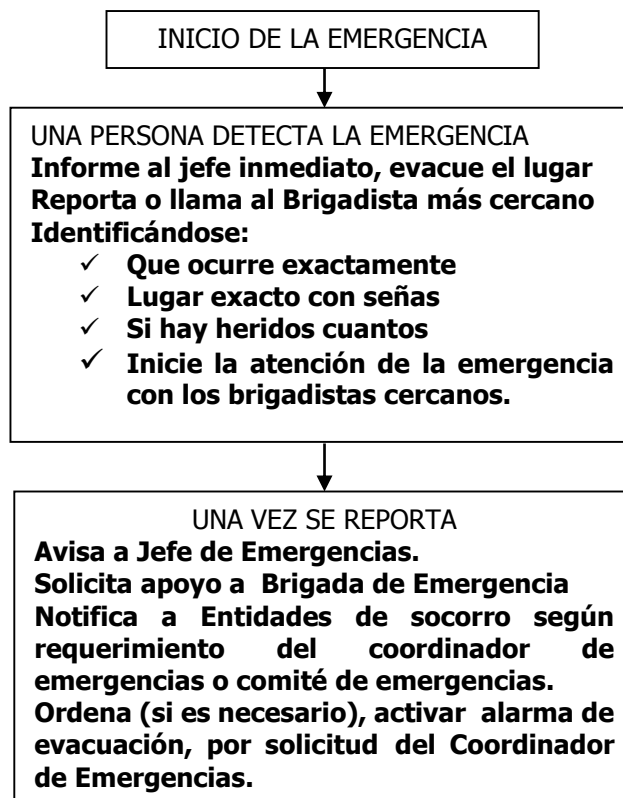 INICIO DE LA EMERGENCIA
UNA PERSONA DETECTA LA EMERGENCIA
Informe al jefe inmediato, evacue el lugar
Reporta o llama al Brigadista más cercano
Identificándose:
✓ Que ocurre exactamente
✓ Lugar exacto con señas
✓ Si hay heridos cuantos
✓ Inicie la atención de la emergencia
con los brigadistas cercanos.
UNA VEZ SE REPORTA
Avisa a Jefe de Emergencias.
Solicita apoyo a Brigada de Emergencia
Notifica a Entidades de socorro según
requerimiento del coordinador de
emergencias o comité de emergencias.
Ordena (si es necesario), activar alarma de
evacuación, por solicitud del Coordinador
de Emergencias.